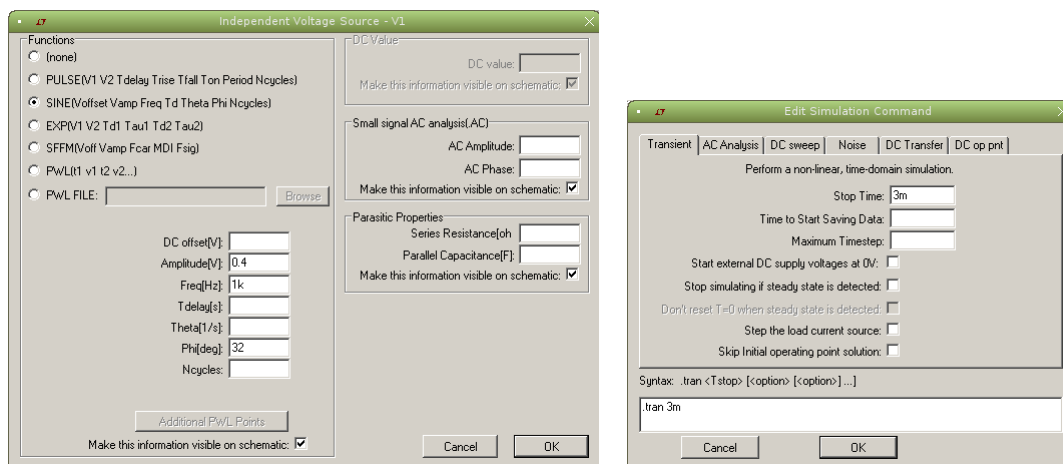 Independent Voltage Source - V1
Functions
(none)
PULSE(V1 V2 Tdelay Trise Tfall Ton Period Ncycles)
SINE(Voffset Vamp Freq Td Theta Phi Ncycles)
EXP(V1 V2 Td1 Tau1 Td2 Tau2)
SFFM(Voff Vamp Fcar MDI Fsig)
PWL(t1 v1 t2 v2...)
PWL FILE:
Browse
DC offset[V]:
Amplitude[V]: 0.4
Freq[Hz]: 1k
Tdelay[s]:
Theta[1/s]:
Phi[deg]: 32
Ncycles:
Additional PWL Points
Make this information visible on schematic:
DC Value
DC value:
Make this information visible on schematic:
Small signal AC analysis(.AC)
AC Amplitude:
AC Phase:
Make this information visible on schematic:
Parasitic Properties
Series Resistance[oh
Parallel Capacitance[F]:
Make this information visible on schematic:
Cancel OK
Edit Simulation Command
Transient AC Analysis DC sweep Noise DC Transfer DC op pnt
Perform a non-linear, time-domain simulation.
Stop Time: 3m
Time to Start Saving Data:
Maximum Timestep:
Start external DC supply voltages at 0V:
Stop simulating if steady state is detected:
Don't reset T=0 when steady state is detected:
Step the load current source:
Skip Initial operating point solution:
Syntax: .tran <Tstop> [<option> [<option>] ...]
.tran 3m
Cancel OK